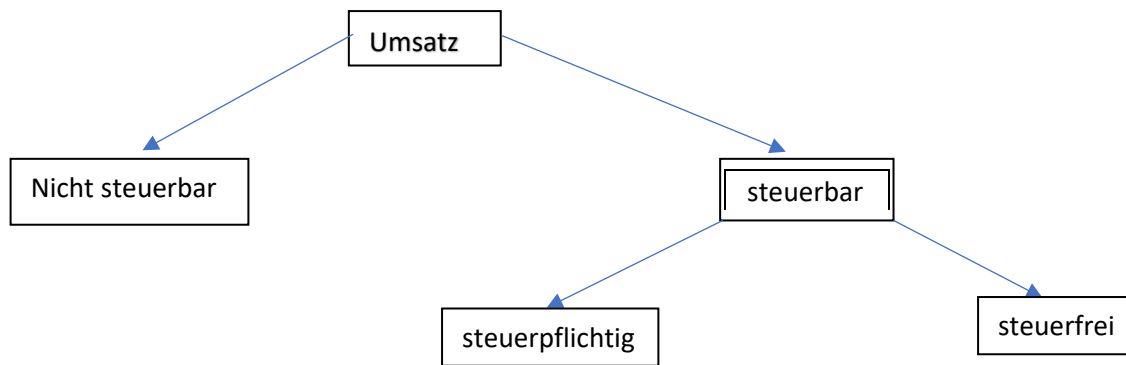 Umsatz
Nicht steuerbar
steuerbar
steuerpflichtig
steuerfrei